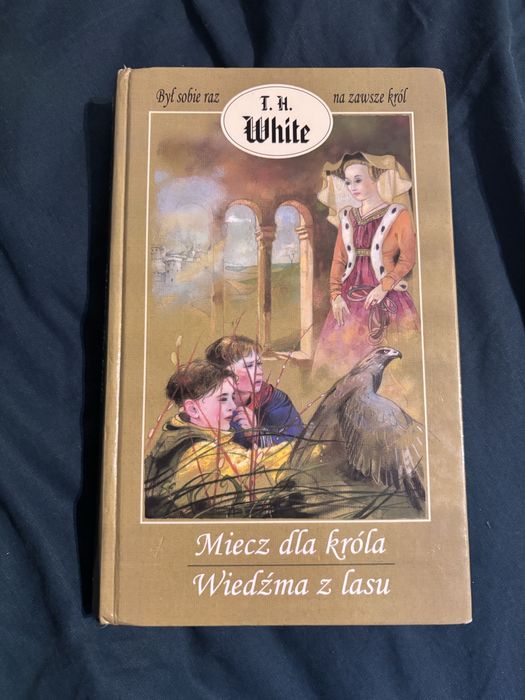 Był sobie raz
na zawsze król
T. H.
White
Miecz dla króla
Wiedźma z lasu